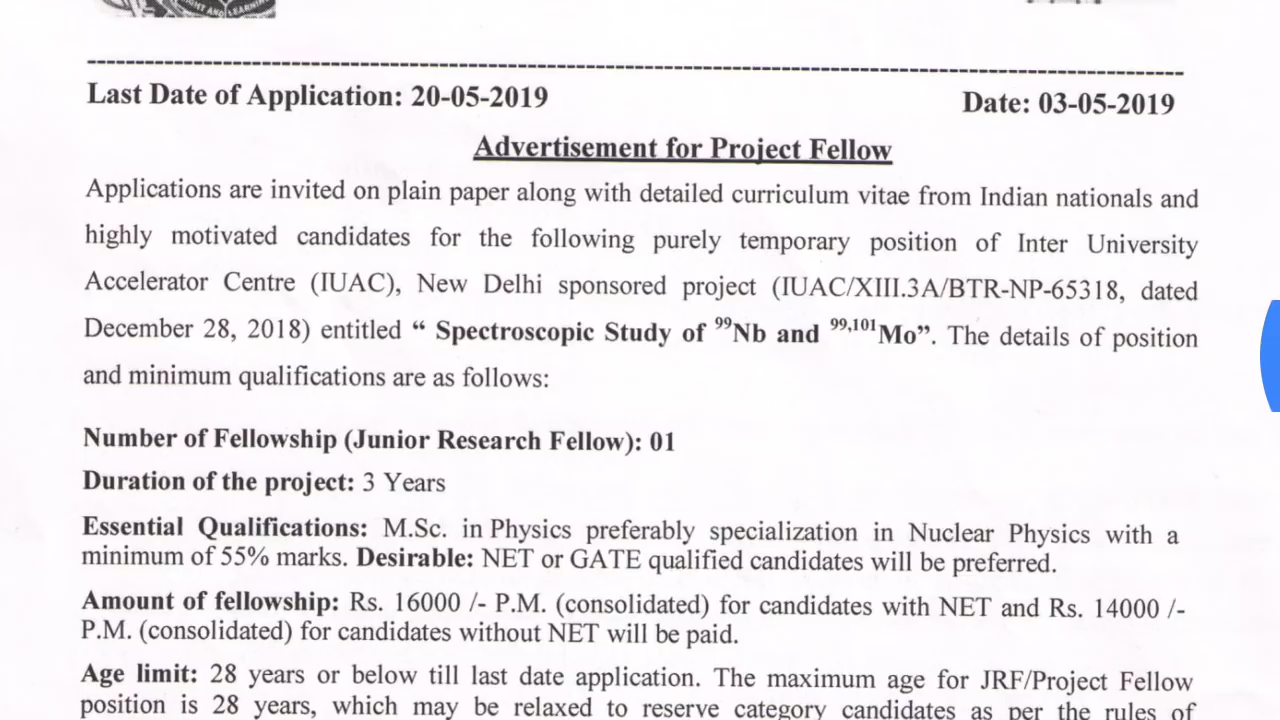 IGHT AND LEARNIN
--------------------------------------------------------------------------------
Last Date of Application: 20-05-2019 Date: 03-05-2019
Advertisement for Project Fellow
Applications are invited on plain paper along with detailed curriculum vitae from Indian nationals and
highly motivated candidates for the following purely temporary position of Inter University
Accelerator Centre (IUAC), New Delhi sponsored project (IUAC/XIII.3A/BTR-NP-65318, dated
December 28, 2018) entitled “ Spectroscopic Study of ⁹⁹Nb and ⁹⁹,¹⁰¹Mo”. The details of position
and minimum qualifications are as follows:
Number of Fellowship (Junior Research Fellow): 01
Duration of the project: 3 Years
Essential Qualifications: M.Sc. in Physics preferably specialization in Nuclear Physics with a
minimum of 55% marks. Desirable: NET or GATE qualified candidates will be preferred.
Amount of fellowship: Rs. 16000 /- P.M. (consolidated) for candidates with NET and Rs. 14000 /-
P.M. (consolidated) for candidates without NET will be paid.
Age limit: 28 years or below till last date application. The maximum age for JRF/Project Fellow
position is 28 years, which may be relaxed to reserve category candidates as per the rules of